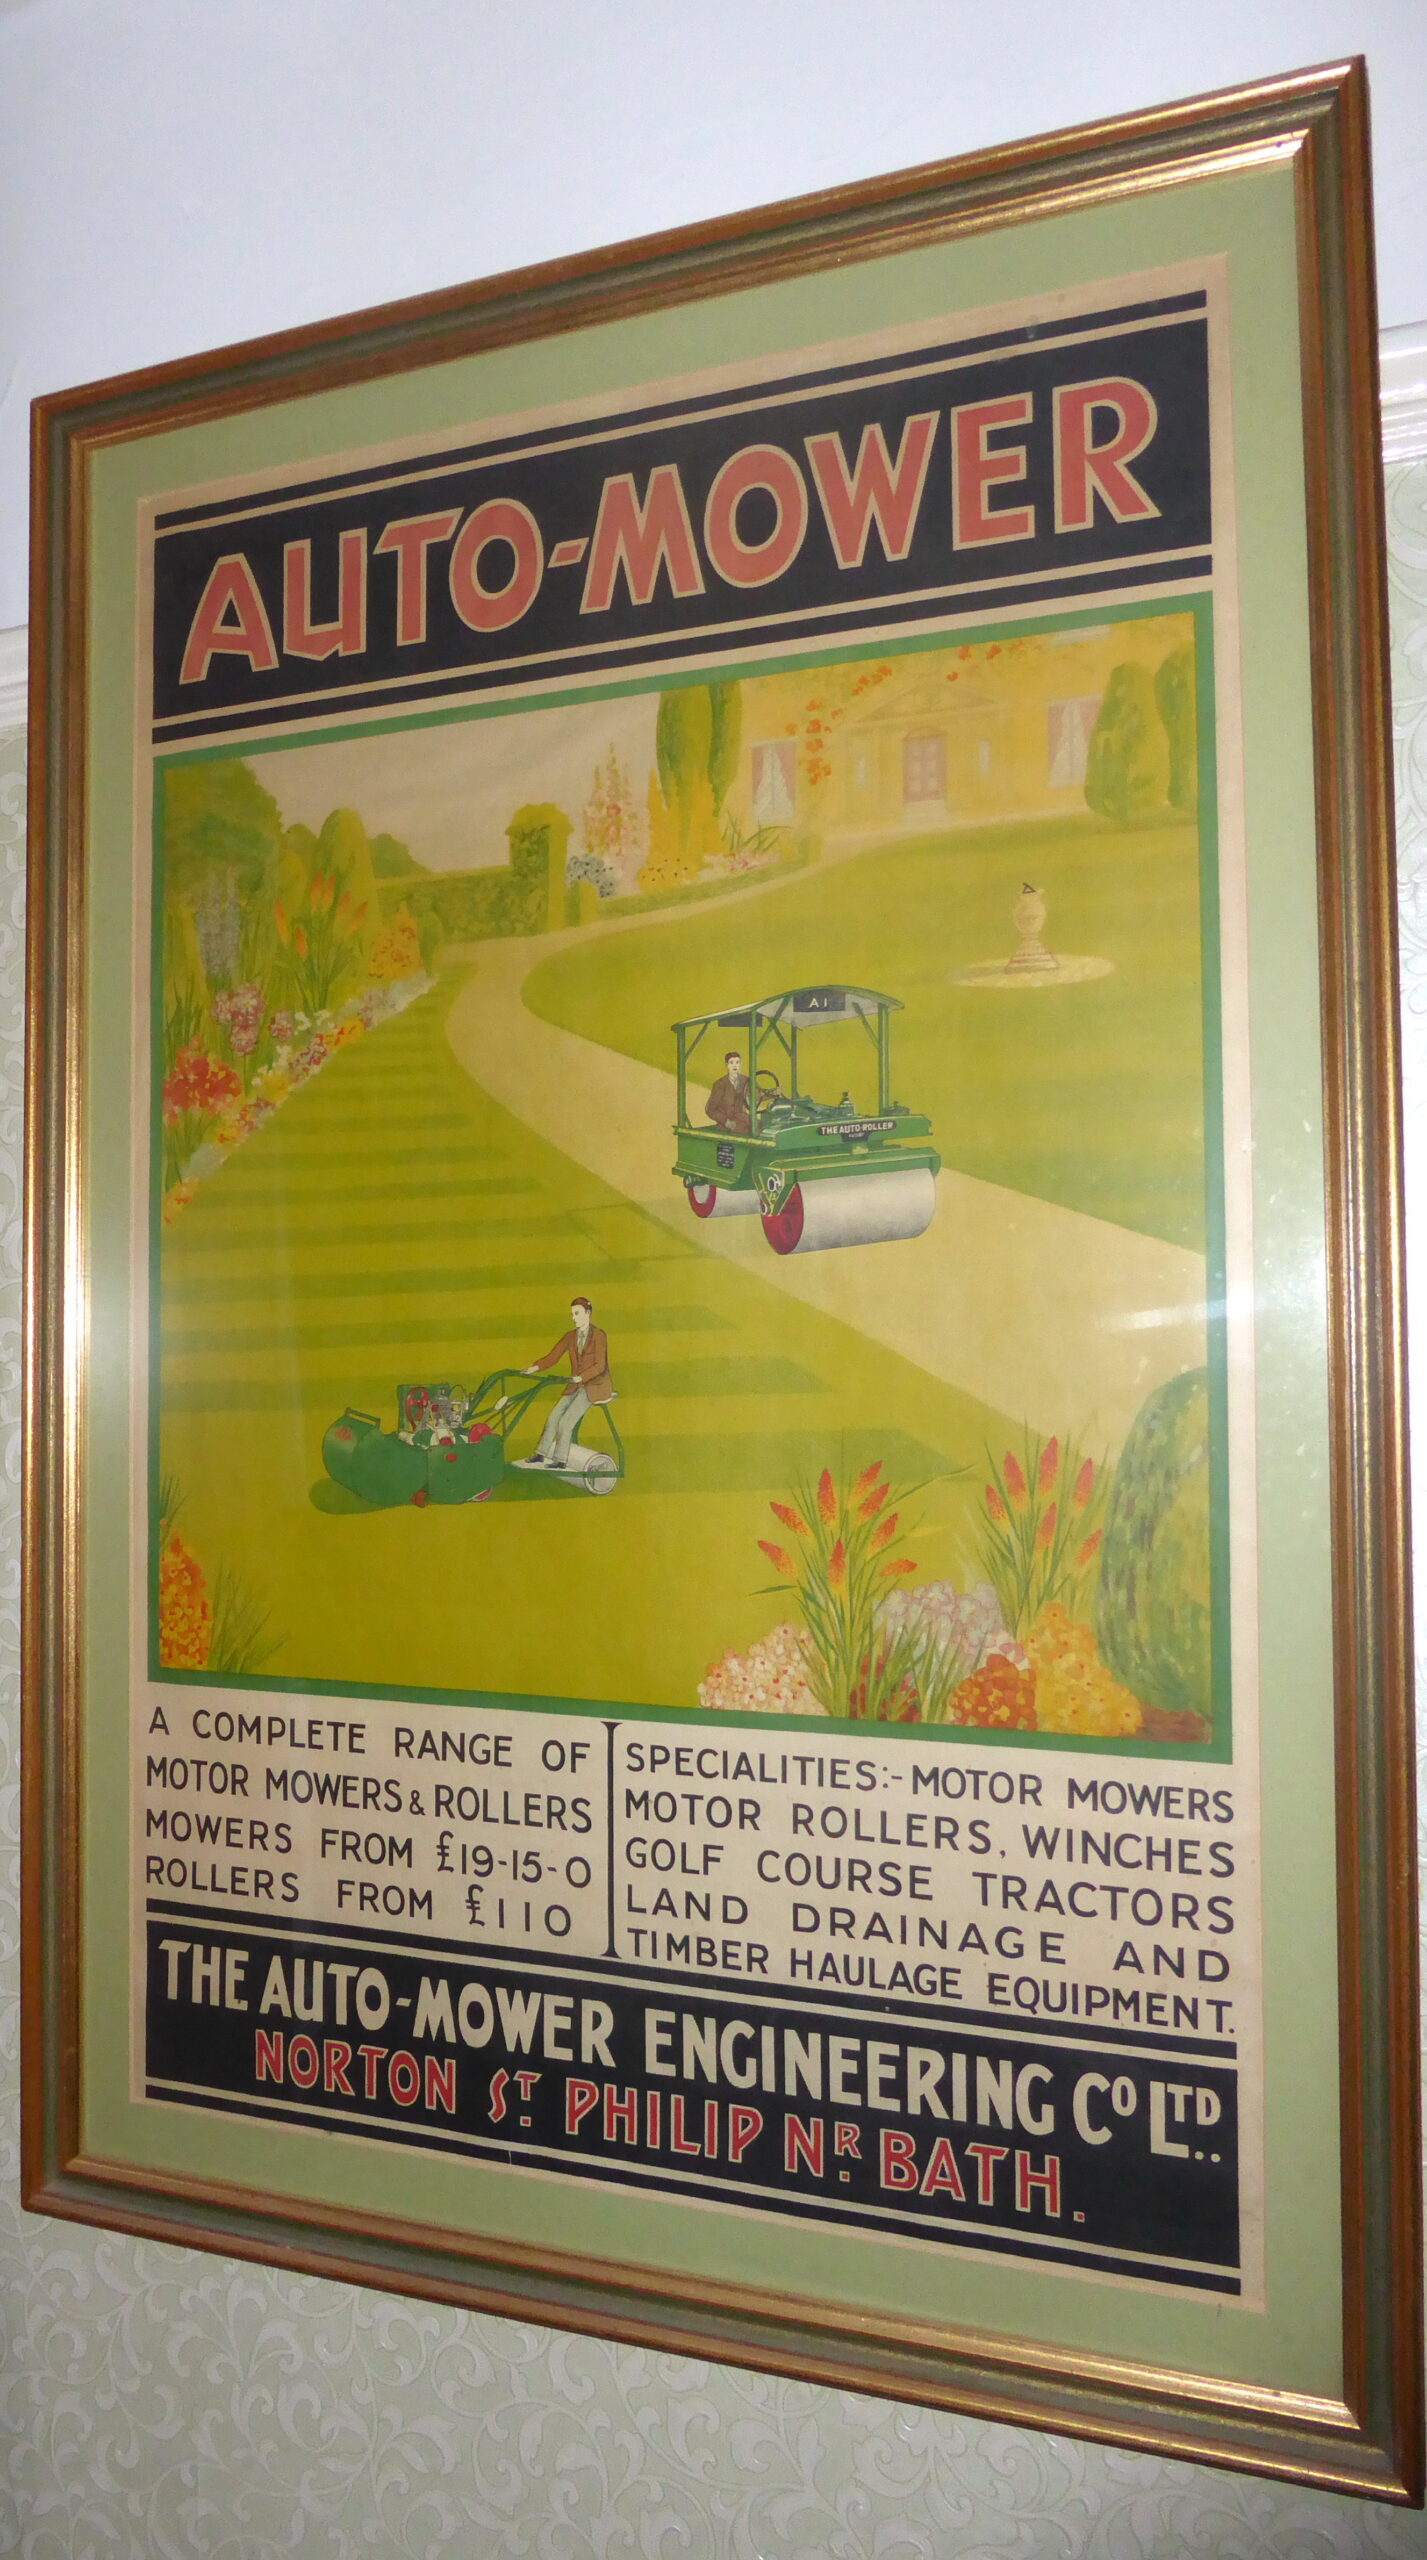 AUTO-MOWER
A1
THE AUTO-ROLLER
A COMPLETE RANGE OF
MOTOR MOWERS & ROLLERS
MOWERS FROM £19-15-0
ROLLERS FROM £110
SPECIALITIES:- MOTOR MOWERS
MOTOR ROLLERS, WINCHES
GOLF COURSE TRACTORS
LAND DRAINAGE AND
TIMBER HAULAGE EQUIPMENT.
THE AUTO-MOWER ENGINEERING CO LTD..
NORTON ST. PHILIP NR. BATH.